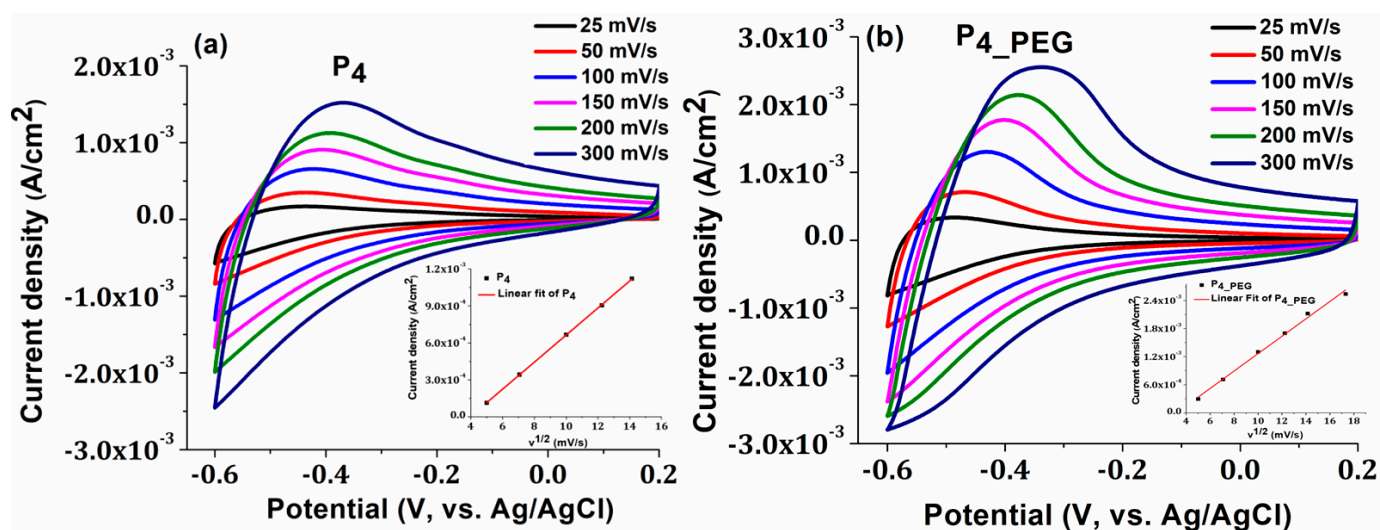 (a)
P4
25 mV/s
50 mV/s
100 mV/s
150 mV/s
200 mV/s
300 mV/s
2.0x10-3
1.0x10-3
0.0
-1.0x10-3
-2.0x10-3
-3.0x10-3
Current density (A/cm2)
-0.6 -0.4 -0.2 0.0 0.2
Potential (V, vs. Ag/AgCl)
P4
Linear fit of P4
1.2x10-3
9.0x10-4
6.0x10-4
3.0x10-4
0.0
Current density (A/cm2)
4 6 8 10 12 14 16
v1/2 (mV/s)
(b)
P4_PEG
25 mV/s
50 mV/s
100 mV/s
150 mV/s
200 mV/s
300 mV/s
3.0x10-3
2.0x10-3
1.0x10-3
0.0
-1.0x10-3
-2.0x10-3
-3.0x10-3
Current density (A/cm2)
-0.6 -0.4 -0.2 0.0 0.2
Potential (V, vs. Ag/AgCl)
P4_PEG
Linear Fit of P4_PEG
2.4x10-3
1.8x10-3
1.2x10-3
6.0x10-4
0.0
Current density (A/cm2)
4 6 8 10 12 14 16 18
v1/2 (mV/s)